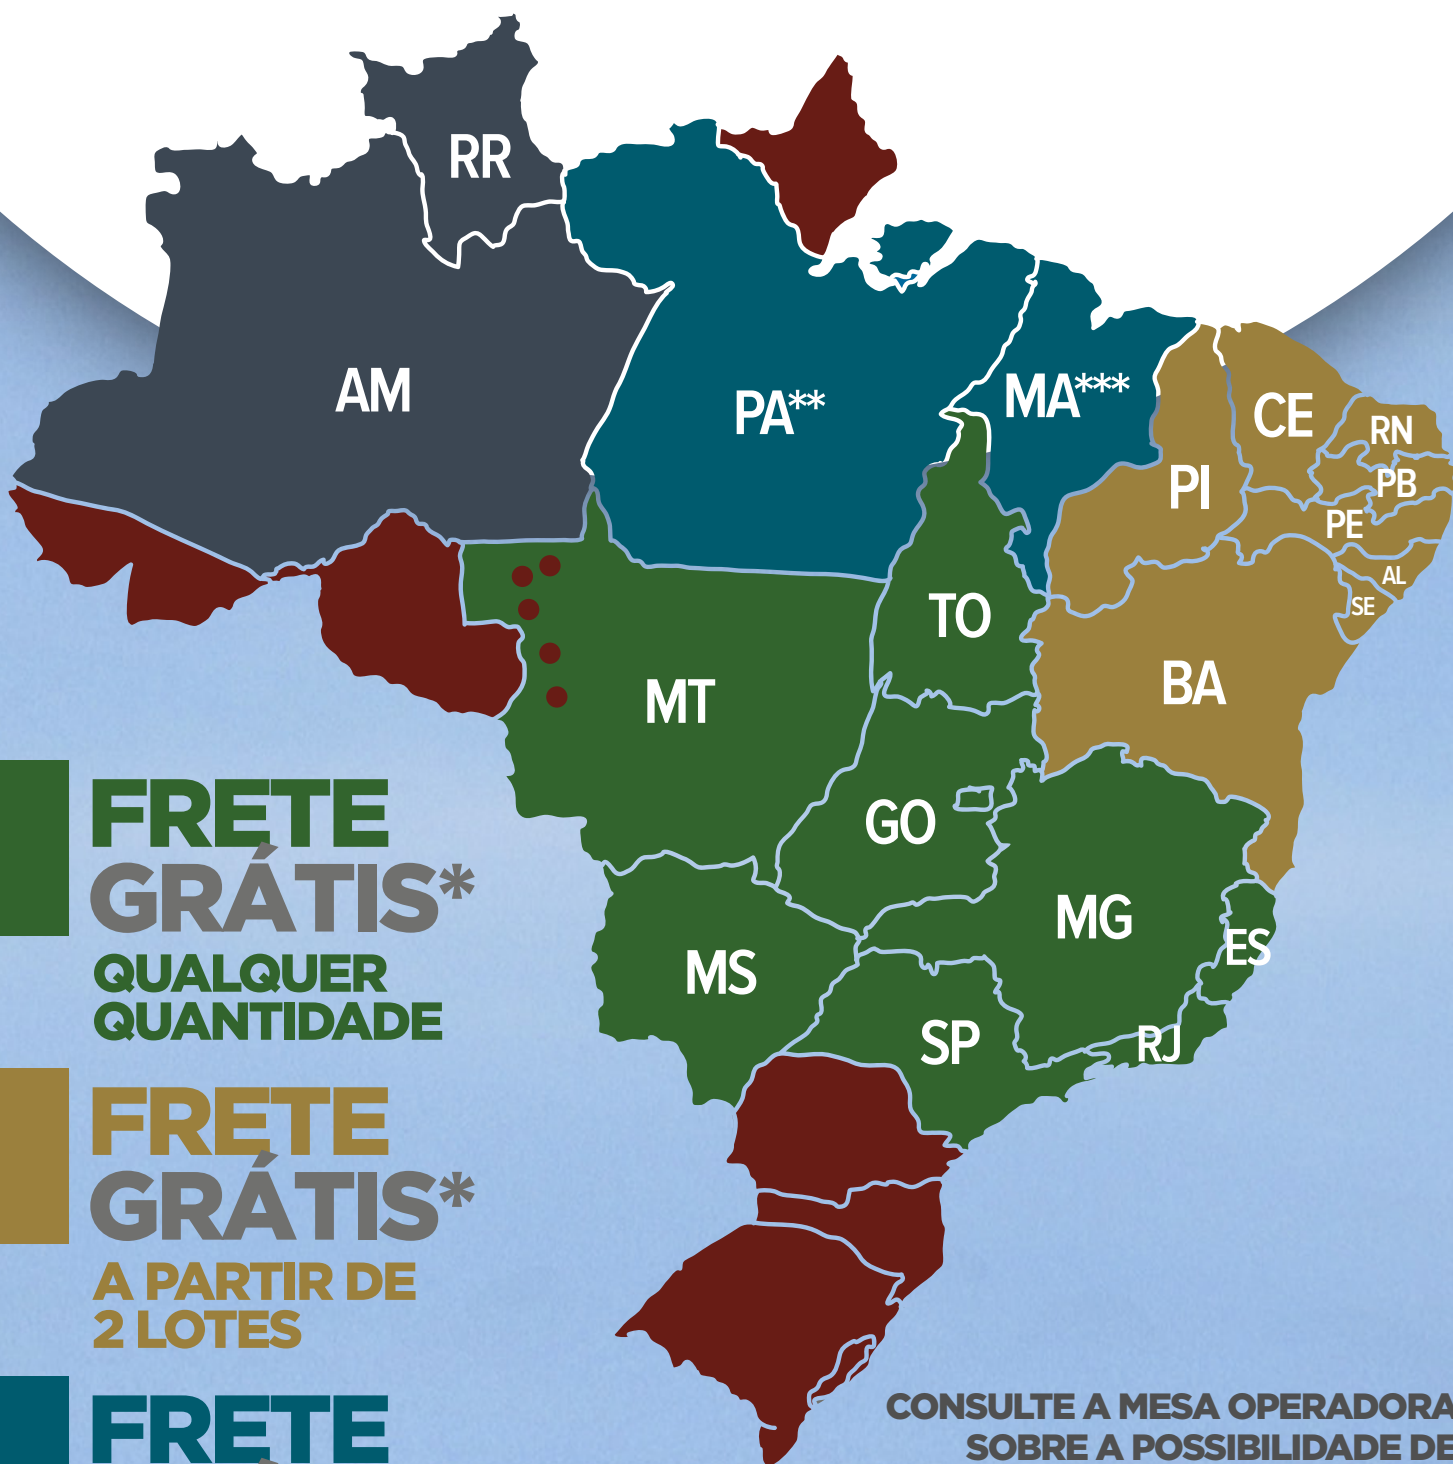 RR
AM
PA**
MA***
CE
RN
PB
PI
PE
AL
SE
TO
BA
MT
GO
MG
ES
MS
SP
RJ
FRETE
GRÁTIS*
QUALQUER
QUANTIDADE
FRETE
GRÁTIS*
A PARTIR DE
2 LOTES
FRETE
CONSULTE A MESA OPERADORA
SOBRE A POSSIBILIDADE DE